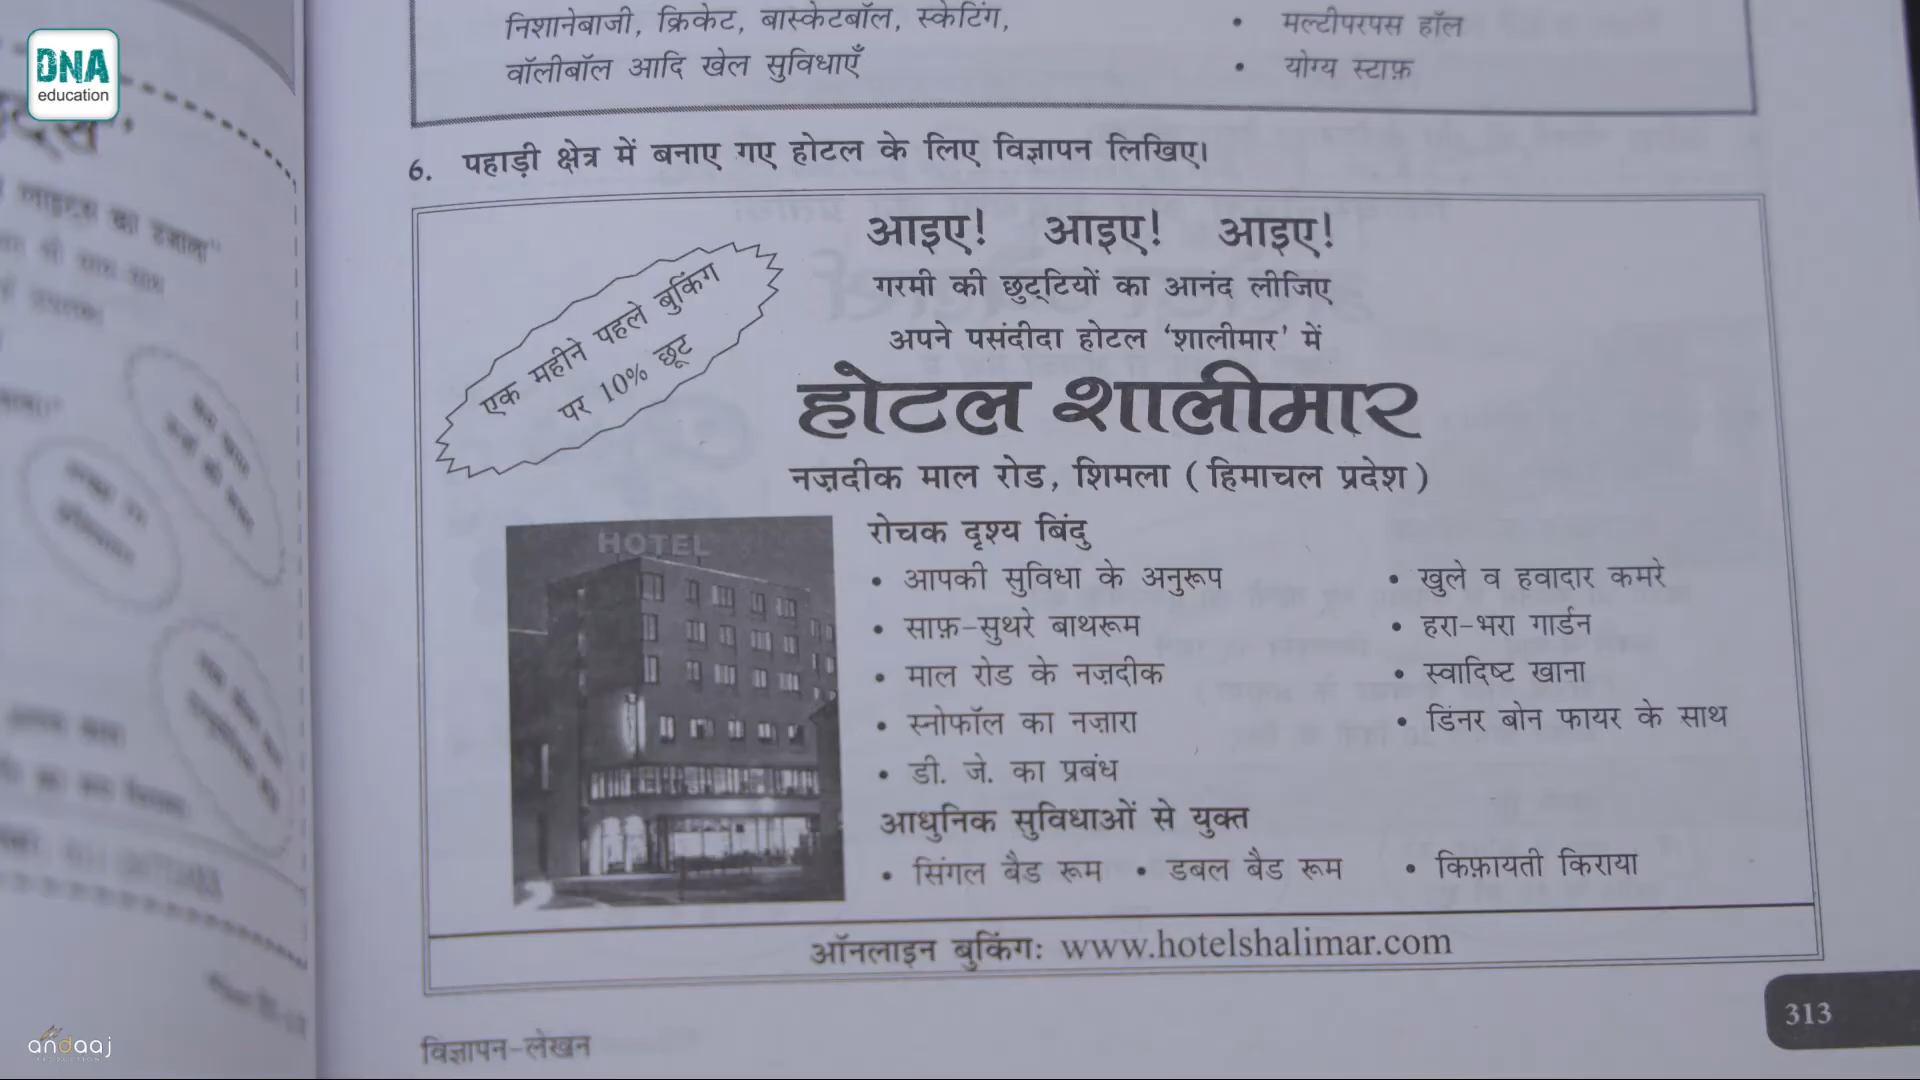 DNA
education
निशानेबाजी, क्रिकेट, बास्केटबॉल, स्केटिंग,
वॉलीबॉल आदि खेल सुविधाएँ
• मल्टीपरपस हॉल
• योग्य स्टाफ़
6. पहाड़ी क्षेत्र में बनाए गए होटल के लिए विज्ञापन लिखिए।
आइए! आइए! आइए!
गरमी की छुट्टियों का आनंद लीजिए
अपने पसंदीदा होटल ‘शालीमार’ में
एक महीने पहले बुकिंग
पर 10% छूट
होटल शालीमार
नज़दीक माल रोड, शिमला (हिमाचल प्रदेश)
HOTEL
रोचक दृश्य बिंदु
• आपकी सुविधा के अनुरूप
• साफ़-सुथरे बाथरूम
• माल रोड के नज़दीक
• स्नोफॉल का नज़ारा
• डी. जे. का प्रबंध
• खुले व हवादार कमरे
• हरा-भरा गार्डन
• स्वादिष्ट खाना
• डिंनर बोन फायर के साथ
आधुनिक सुविधाओं से युक्त
• सिंगल बैड रूम • डबल बैड रूम • किफ़ायती किराया
ऑनलाइन बुकिंग: www.hotelshalimar.com
विज्ञापन-लेखन
313
andaaj